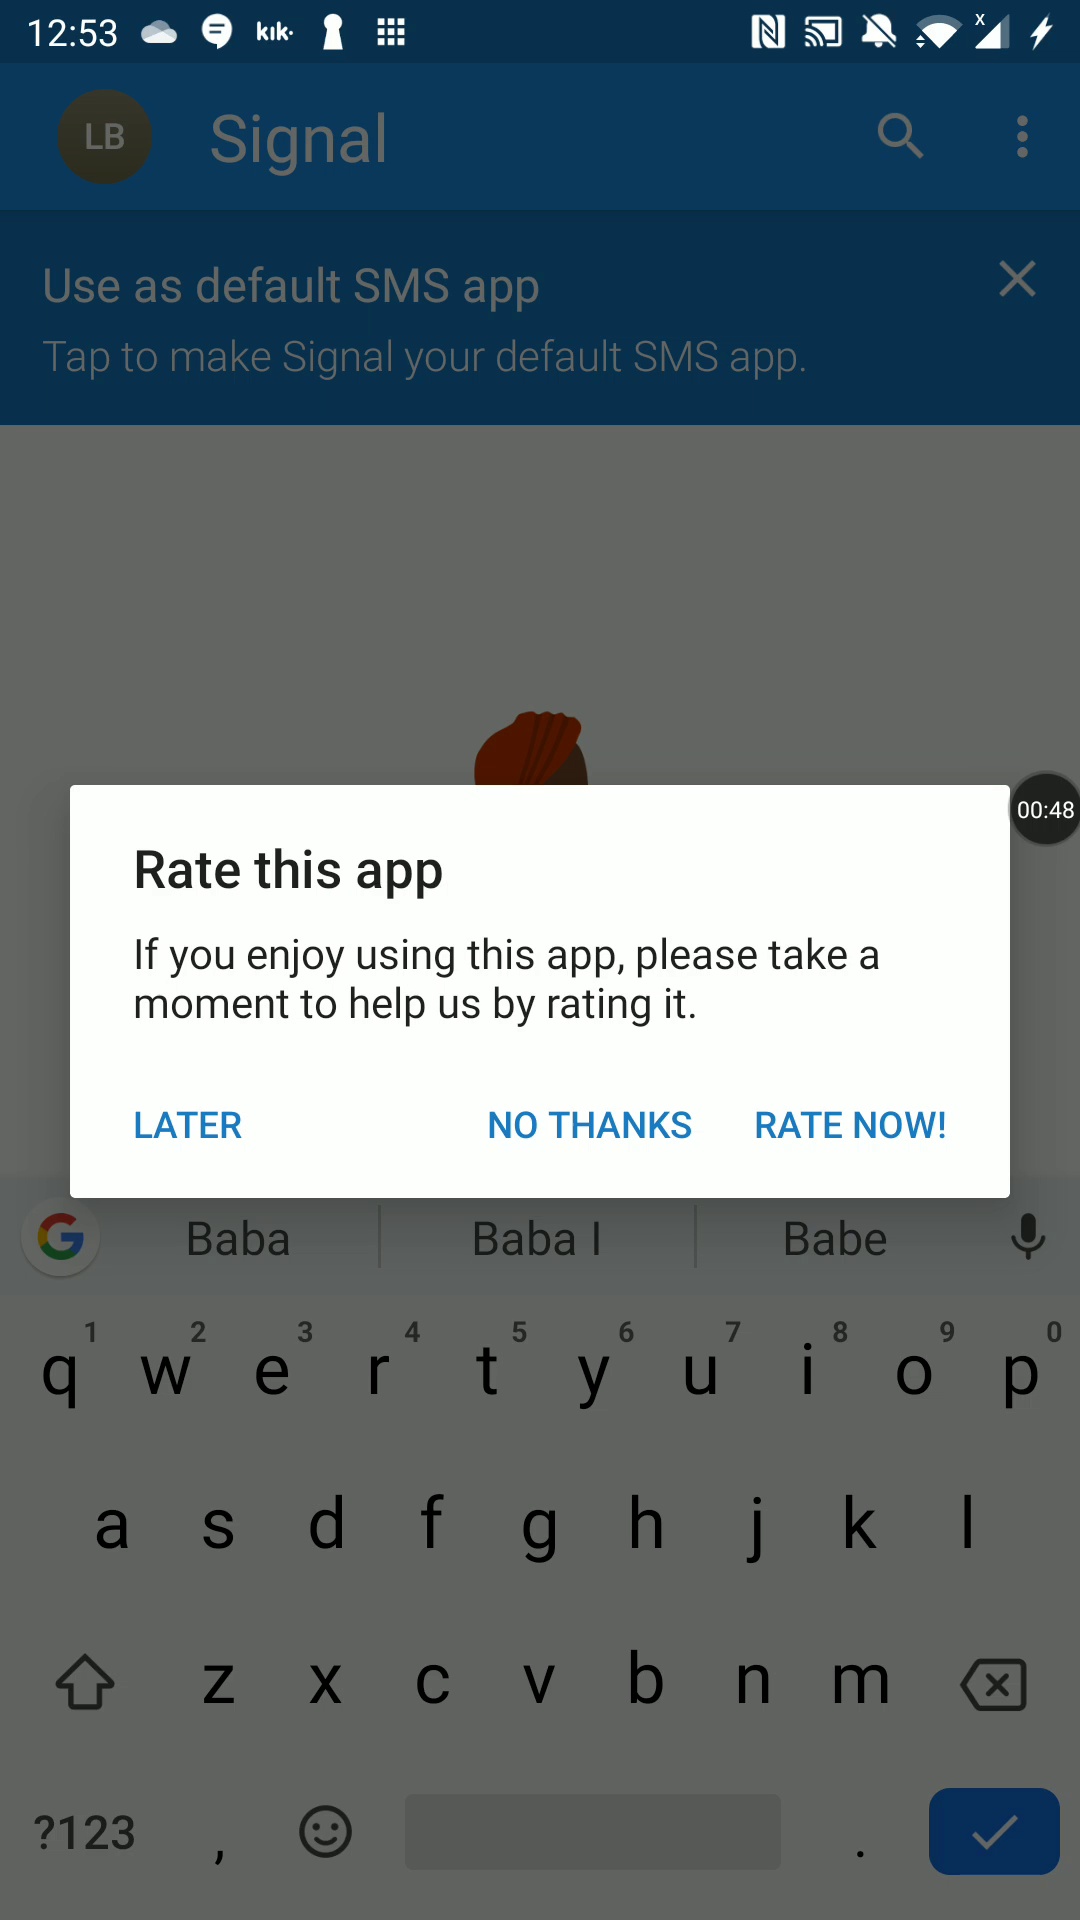 12:53 kik·
LB Signal
Use as default SMS app
Tap to make Signal your default SMS app.
00:48
Rate this app
If you enjoy using this app, please take a
moment to help us by rating it.
LATER NO THANKS RATE NOW!
Baba Baba I Babe
1 2 3 4 5 6 7 8 9 0
q w e r t y u i o p
a s d f g h j k l
z x c v b n m
?123 , .